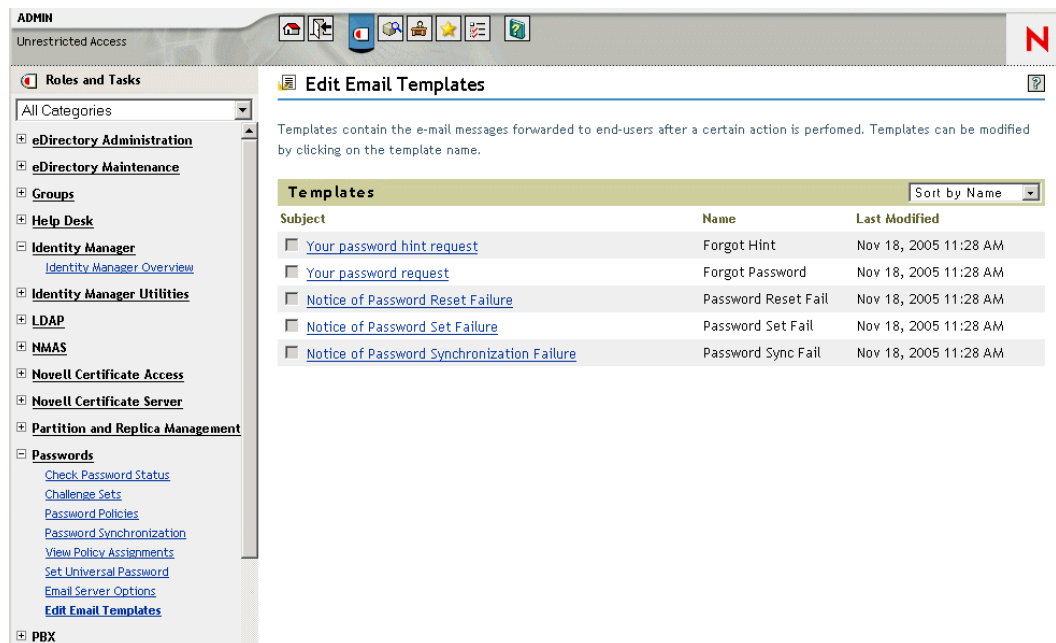 ADMIN
Unrestricted Access
N
Roles and Tasks
All Categories
eDirectory Administration
eDirectory Maintenance
Groups
Help Desk
Identity Manager
Identity Manager Overview
Identity Manager Utilities
LDAP
NMAS
Novell Certificate Access
Novell Certificate Server
Partition and Replica Management
Passwords
Check Password Status
Challenge Sets
Password Policies
Password Synchronization
View Policy Assignments
Set Universal Password
Email Server Options
Edit Email Templates
PBX
Edit Email Templates
?
Templates contain the e-mail messages forwarded to end-users after a certain action is perfomed. Templates can be modified
by clicking on the template name.
Templates Sort by Name
Subject Name Last Modified
Your password hint request Forgot Hint Nov 18, 2005 11:28 AM
Your password request Forgot Password Nov 18, 2005 11:28 AM
Notice of Password Reset Failure Password Reset Fail Nov 18, 2005 11:28 AM
Notice of Password Set Failure Password Set Fail Nov 18, 2005 11:28 AM
Notice of Password Synchronization Failure Password Sync Fail Nov 18, 2005 11:28 AM